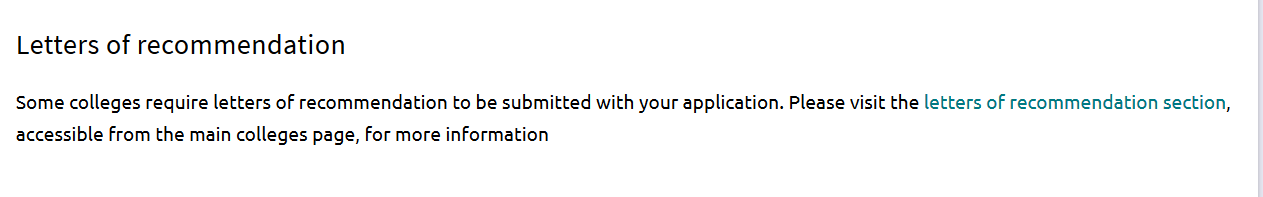 Letters of recommendation
Some colleges require letters of recommendation to be submitted with your application. Please visit the letters of recommendation section,
accessible from the main colleges page, for more information